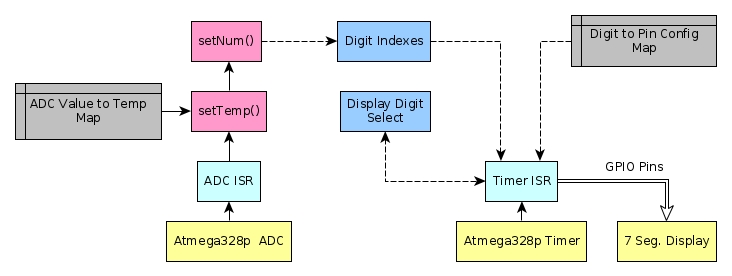 setNum()
Digit Indexes
Digit to Pin Config
Map
ADC Value to Temp
Map
setTemp()
Display Digit
Select
ADC ISR
Timer ISR
GPIO Pins
Atmega328p ADC
Atmega328p Timer
7 Seg. Display